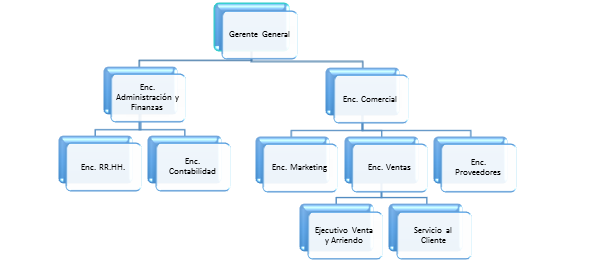 Gerente General
Enc.
Administración y
Finanzas
Enc. Comercial
Enc. RR.HH.
Enc.
Contabilidad
Enc. Marketing
Enc. Ventas
Enc.
Proveedores
Ejecutivo Venta
y Arriendo
Servicio al
Cliente